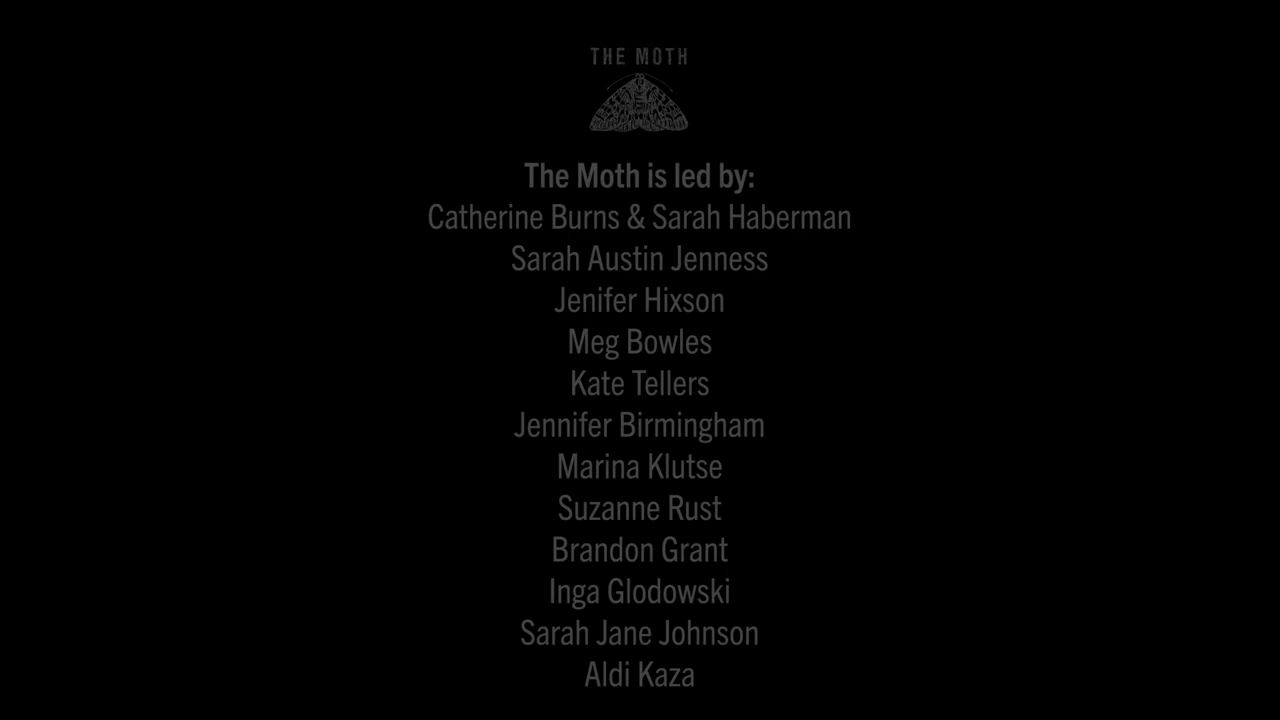 THE MOTH
The Moth is led by:
Catherine Burns & Sarah Haberman
Sarah Austin Jenness
Jenifer Hixson
Meg Bowles
Kate Tellers
Jennifer Birmingham
Marina Klutse
Suzanne Rust
Brandon Grant
Inga Glodowski
Sarah Jane Johnson
Aldi Kaza